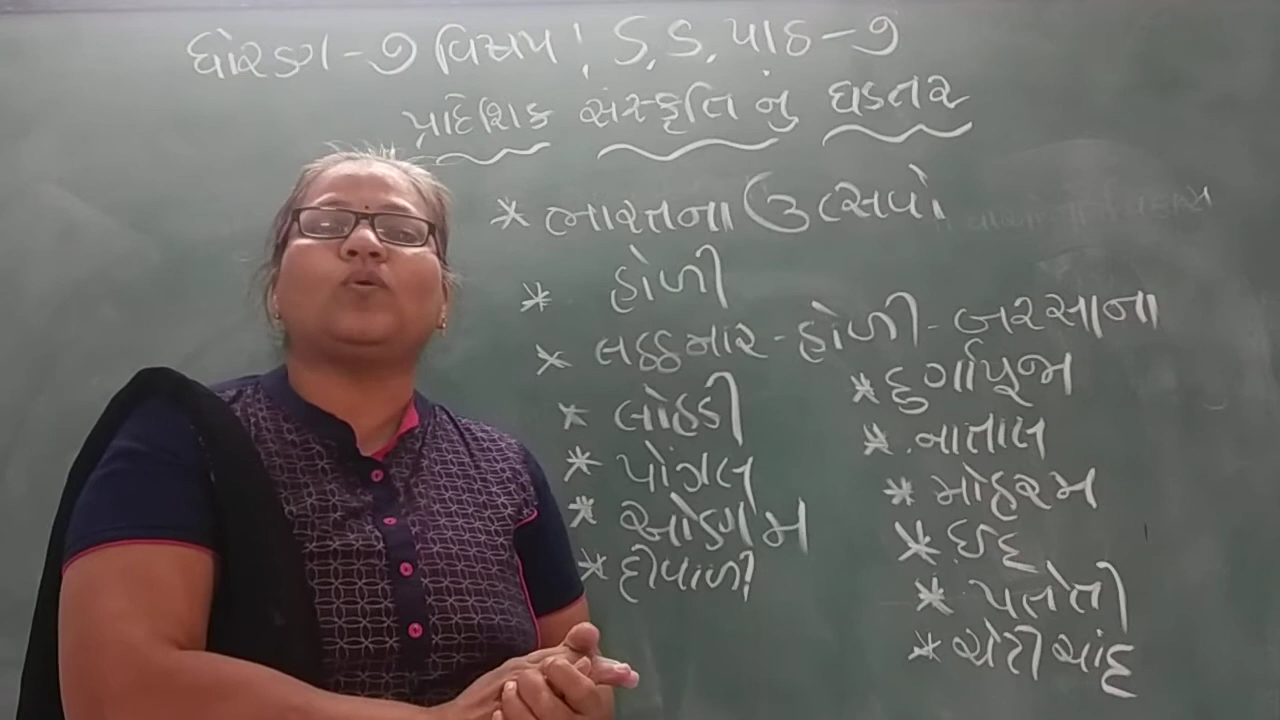 ધોરણ-૭ વિષય: S.S. પાઠ-૭
પ્રાદેશિક સંસ્કૃતિનું ઘડતર
* ભારતના ઉત્સવો
* હોળી
* લઠ્ઠમાર-હોળી-બરસાના
* લોહડી
* પોંગલ
* ઓણમ
* દીવાળી
* દુર્ગાપૂજા
* નાતાલ
* મોહરમ
* ઈદ
* પતેતી
* ચેટીચાંદ